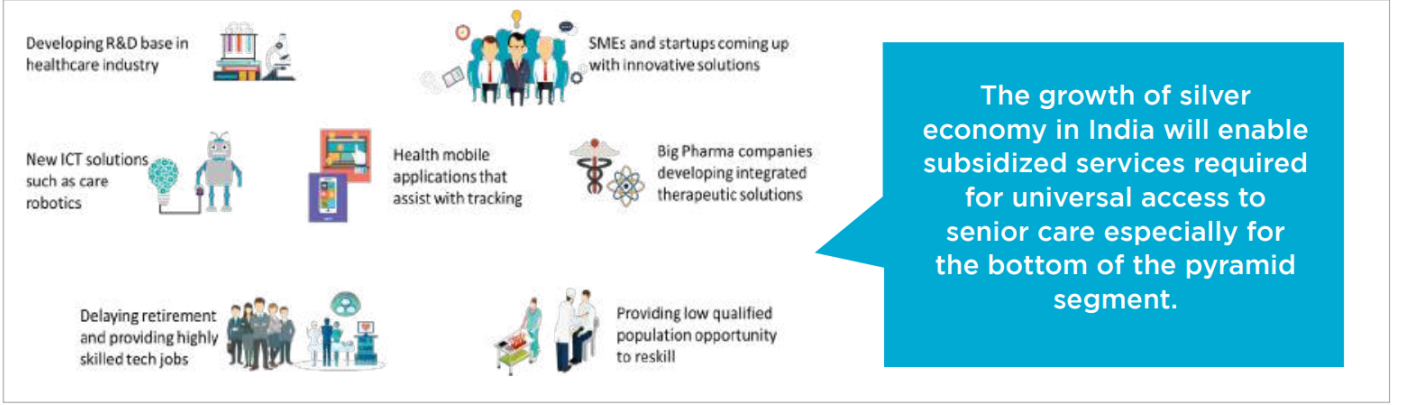 Developing R&D base in
healthcare industry
SMEs and startups coming up
with innovative solutions
New ICT solutions
such as care
robotics
Health mobile
applications that
assist with tracking
Big Pharma companies
developing integrated
therapeutic solutions
Delaying retirement
and providing highly
skilled tech jobs
Providing low qualified
population opportunity
to reskill
The growth of silver
economy in India will enable
subsidized services required
for universal access to
senior care especially for
the bottom of the pyramid
segment.